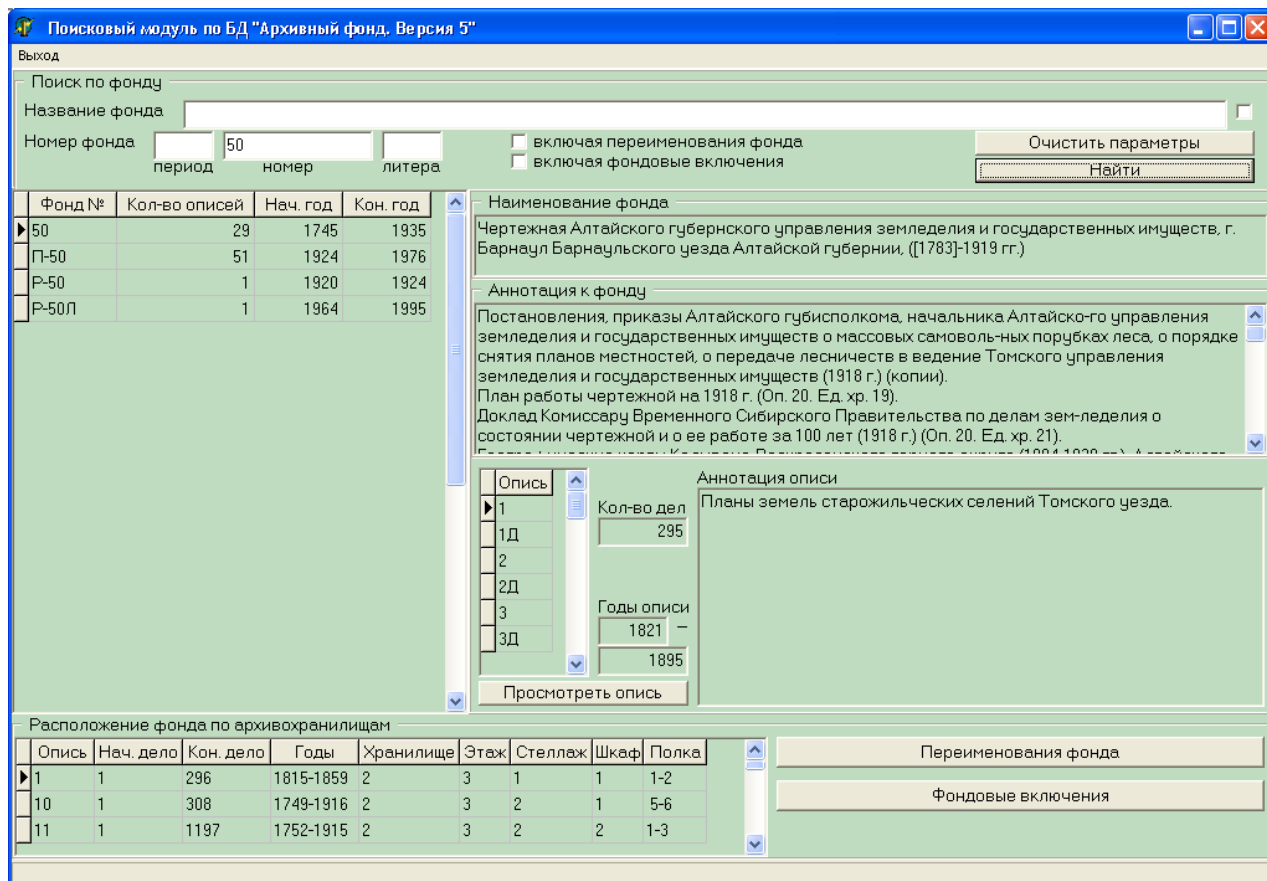 Поисковый модуль по БД "Архивный фонд. Версия 5"
Выход
Поиск по фонду
Название фонда
Номер фонда 50
период номер литера
включая переименования фонда
включая фондовые включения
Очистить параметры
Найти
Фонд № Кол-во описей Нач. год Кон. год
50 29 1745 1935
П-50 51 1924 1976
Р-50 1 1920 1924
Р-50Л 1 1964 1995
Наименование фонда
Чертежная Алтайского губернского управления земледелия и государственных имуществ, г.
Барнаул Барнаульского уезда Алтайской губернии, ([1783]-1919 гг.)
Аннотация к фонду
Постановления, приказы Алтайского губисполкома, начальника Алтайско-го управления
земледелия и государственных имуществ о массовых самоволь-ных порубках леса, о порядке
снятия планов местностей, о передаче лесничеств в ведение Томского управления
земледелия и государственных имуществ (1918 г.) (копии).
План работы чертежной на 1918 г. (Оп. 20. Ед. хр. 19).
Доклад Комиссару Временного Сибирского Правительства по делам зем-леделия о
состоянии чертежной и о ее работе за 100 лет (1918 г.) (Оп. 20. Ед. хр. 21).
Опись
1
1Д
2
2Д
3
3Д
Кол-во дел
295
Годы описи
1821 –
1895
Просмотреть опись
Аннотация описи
Планы земель старожильческих селений Томского уезда.
Расположение фонда по архивохранилищам
Опись Нач. дело Кон. дело Годы Хранилище Этаж Стеллаж Шкаф Полка
1 1 296 1815-1859 2 3 1 1 1-2
10 1 308 1749-1916 2 3 2 1 5-6
11 1 1197 1752-1915 2 3 2 2 1-3
Переименования фонда
Фондовые включения